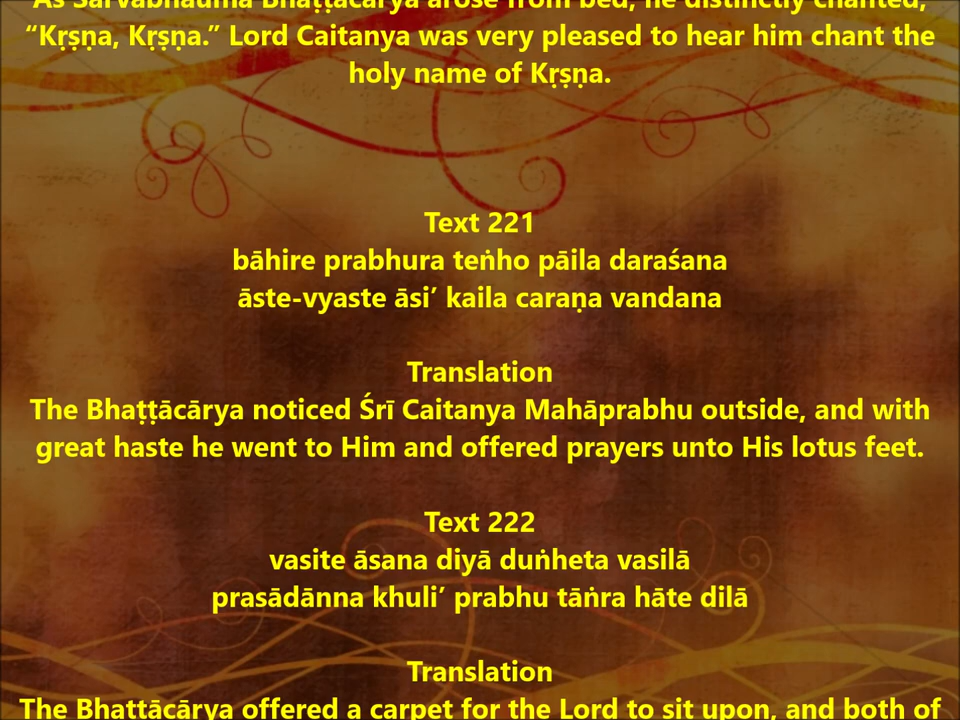 As Sārvabhauma Bhaṭṭācārya arose from bed, he distinctly chanted,
“Kṛṣṇa, Kṛṣṇa.” Lord Caitanya was very pleased to hear him chant the
holy name of Kṛṣṇa.
Text 221
bāhire prabhura teṅho pāila daraśana
āste-vyaste āsi’ kaila caraṇa vandana
Translation
The Bhaṭṭācārya noticed Śrī Caitanya Mahāprabhu outside, and with
great haste he went to Him and offered prayers unto His lotus feet.
Text 222
vasite āsana diyā duṅheta vasilā
prasādānna khuli’ prabhu tāṅra hāte dilā
Translation
The Bhaṭṭācārya offered a carpet for the Lord to sit upon, and both of